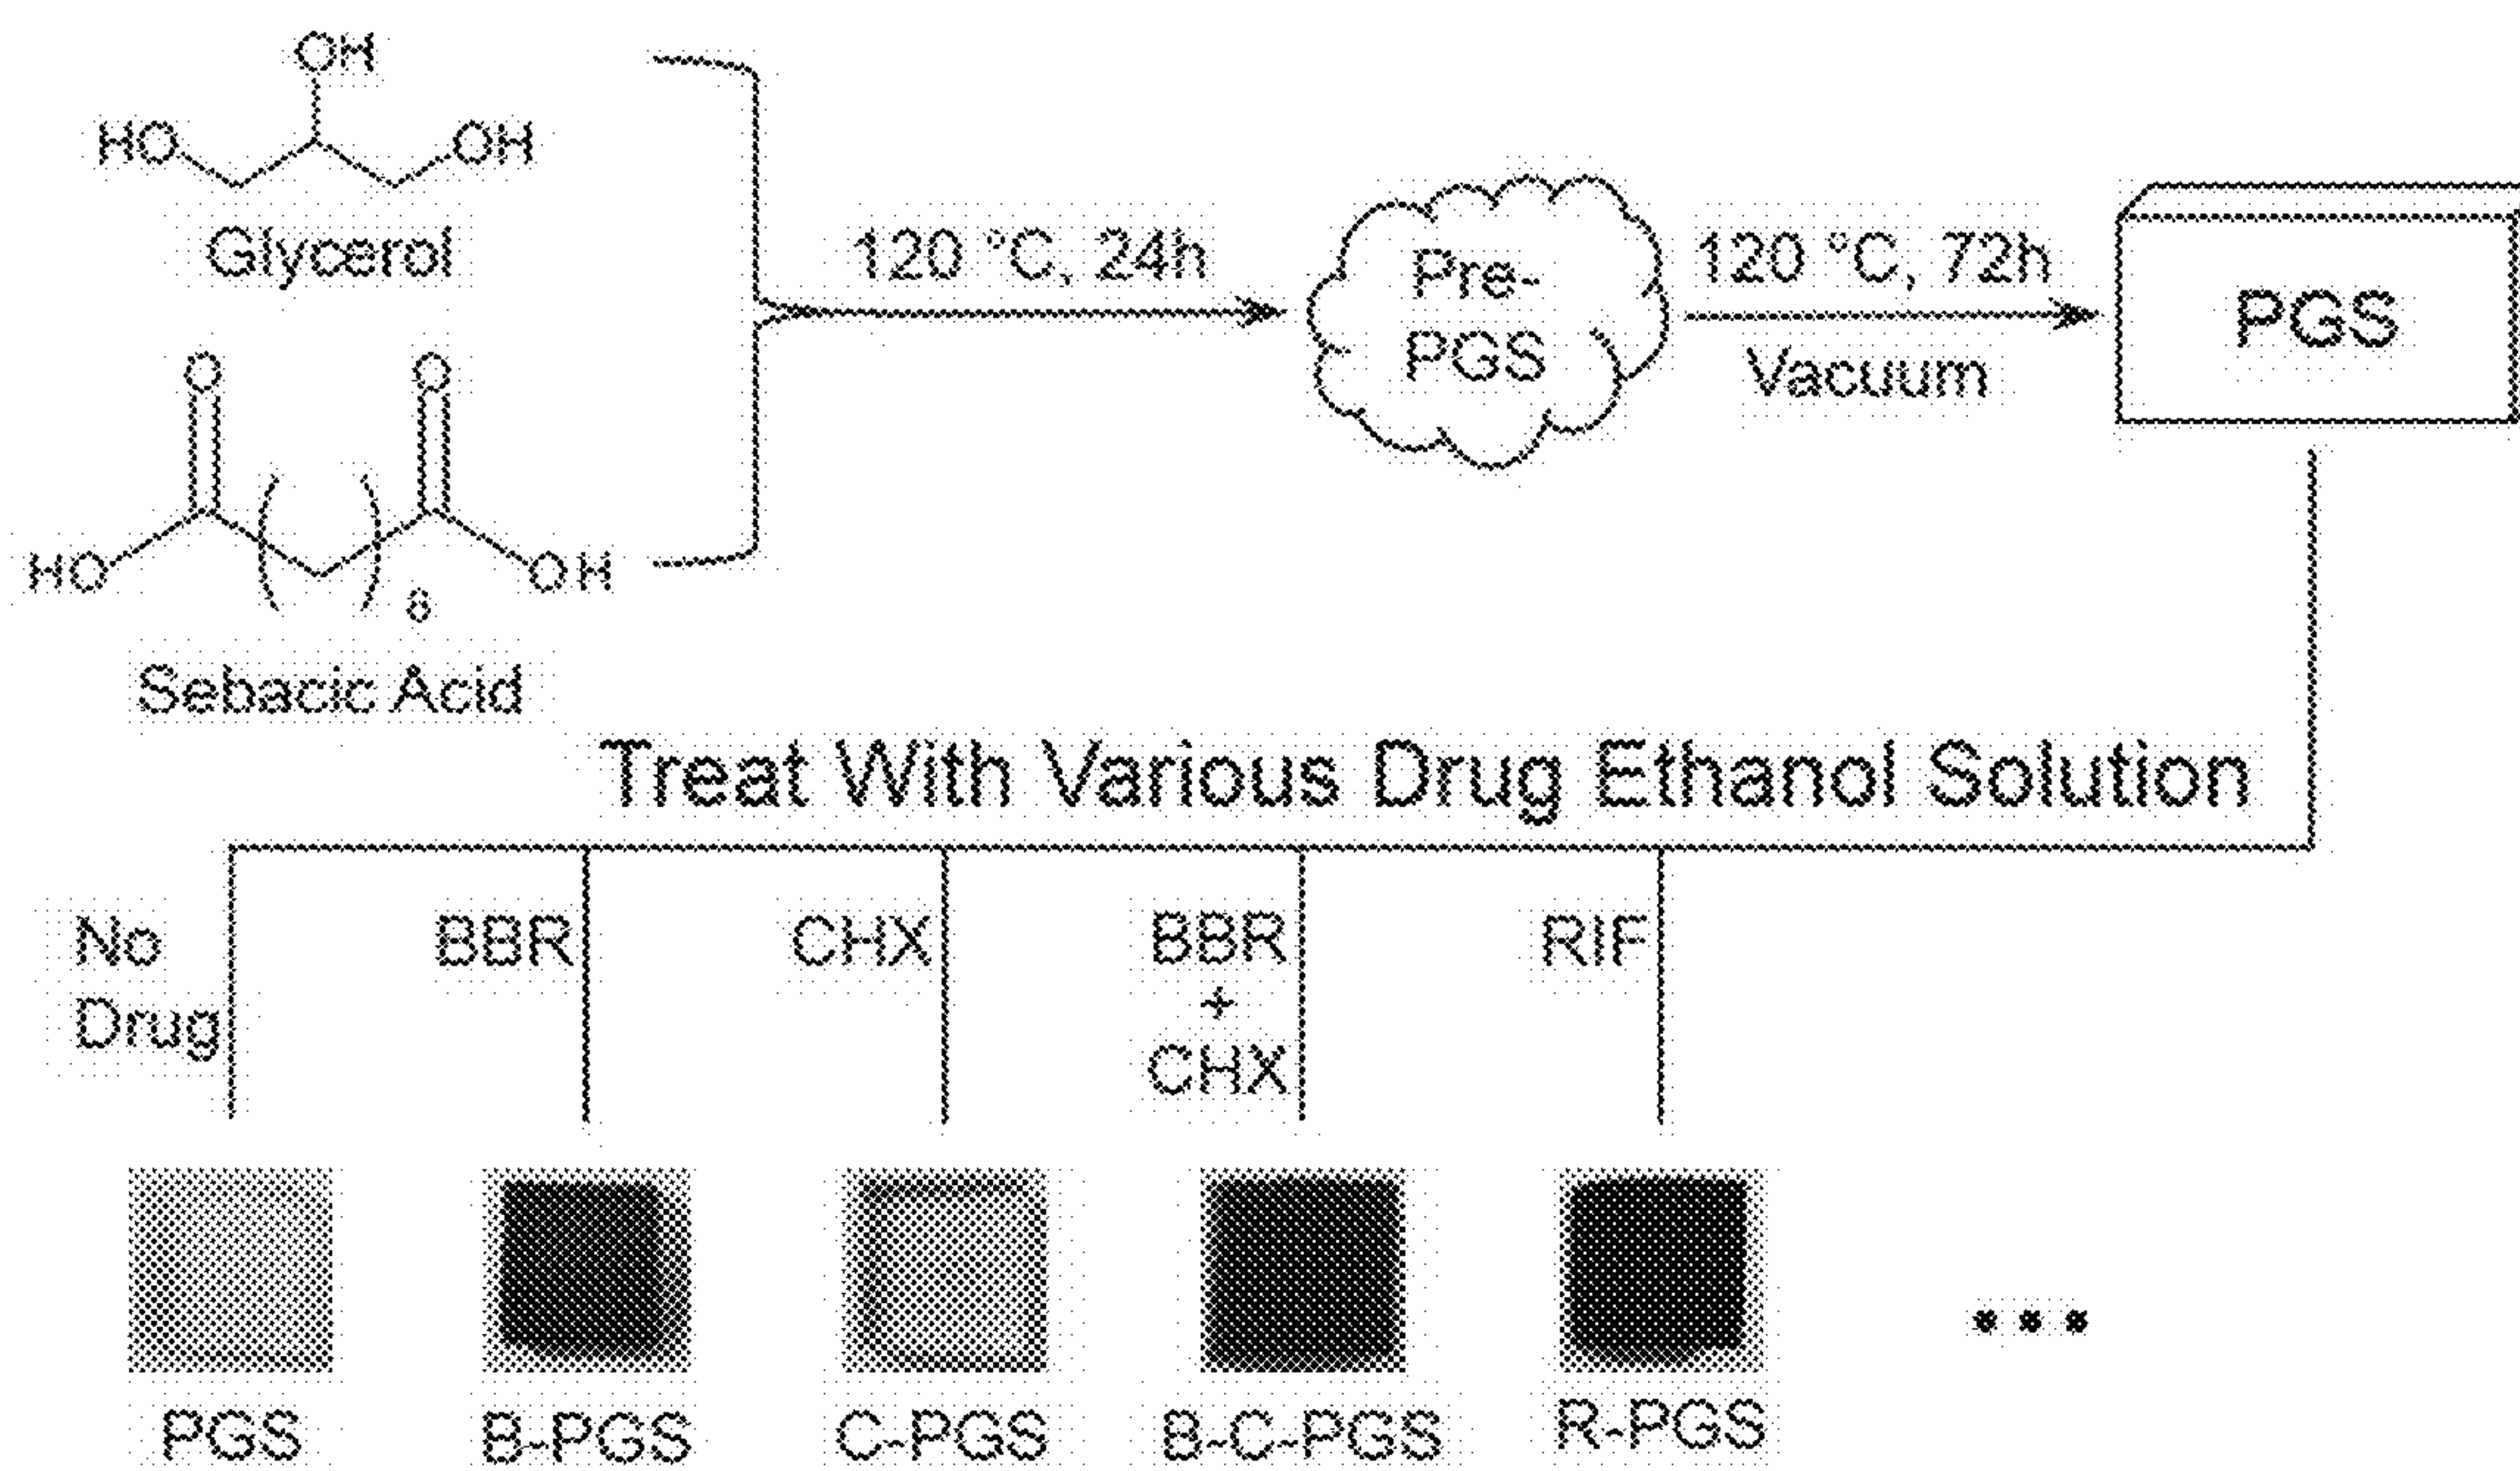 OH
HO
OH
Glycerol
O
O
HO
OH
8
Sebacic Acid
120 °C, 24h
Pre-
PGS
120 °C, 72h
Vacuum
PGS
Treat With Various Drug Ethanol Solution
No
Drug
BBR
CHX
BBR
+
CHX
RIF
PGS
B-PGS
C-PGS
B-C-PGS
R-PGS
...